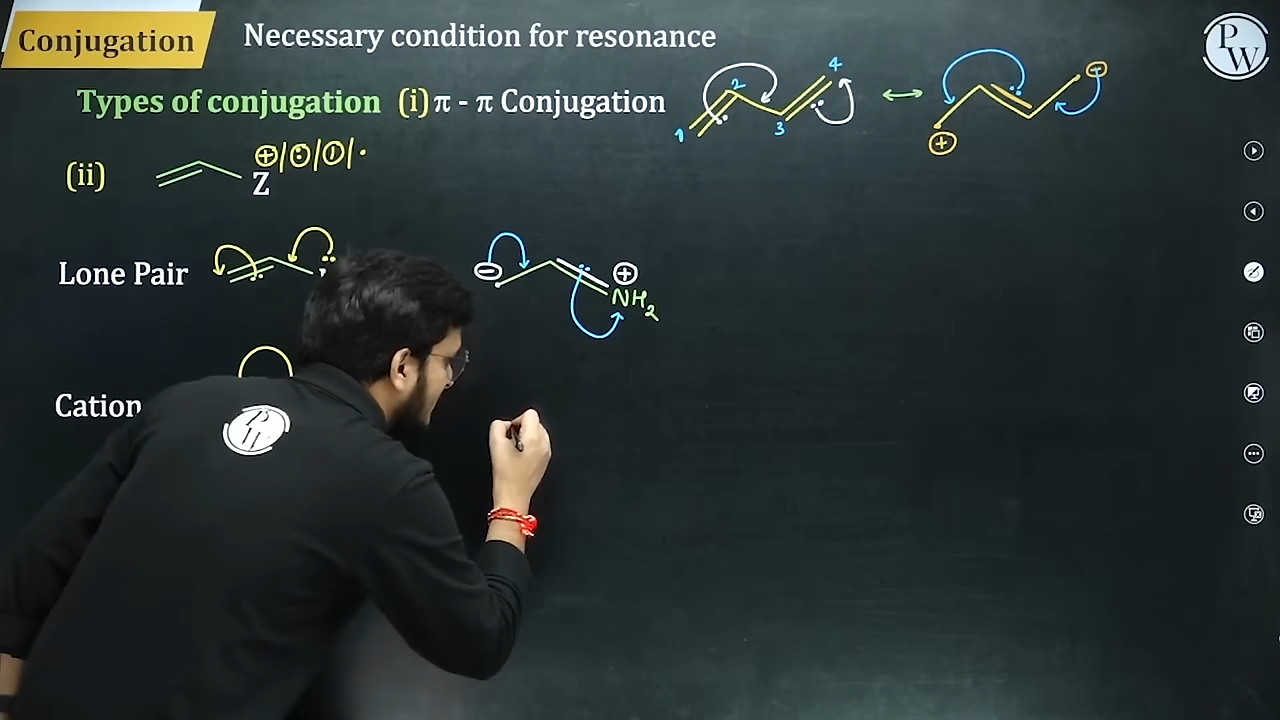 Conjugation
Necessary condition for resonance
PW
Types of conjugation (i) π - π Conjugation
1 2 3 4 ↔ ⊕ ⊖
(ii)
⊕|⊖|⊙|·
Z
Lone Pair
⊖ ⊕
NH₂
Cation
PW